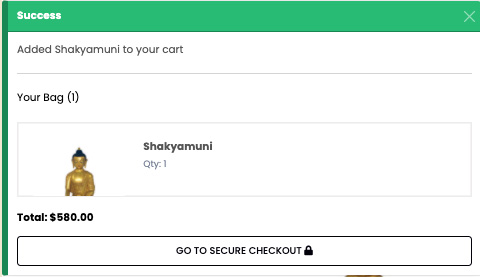 Success
Added Shakyamuni to your cart
Your Bag (1)
Shakyamuni
Qty: 1
Total: $580.00
GO TO SECURE CHECKOUT